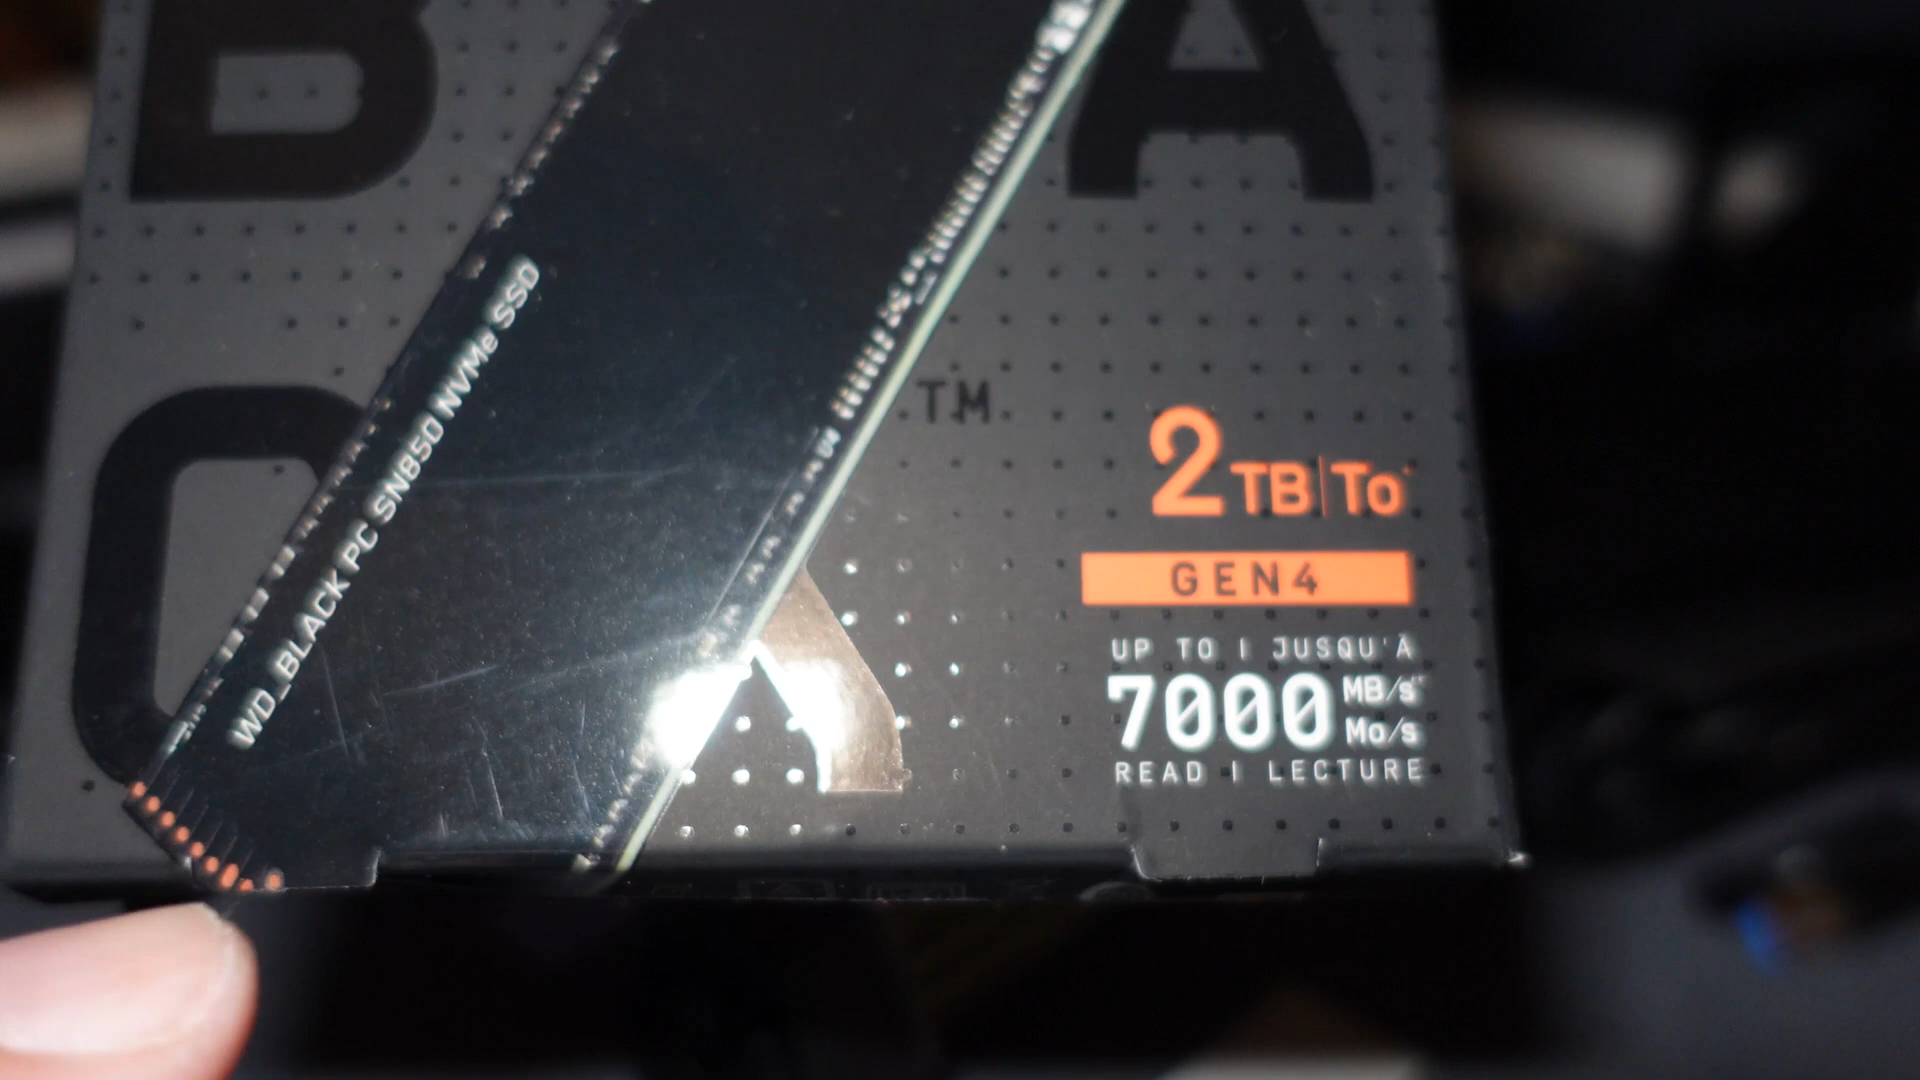 B A
C
WD_BLACK PC SN850 NVMe SSD
TM
2 TB|To
GEN4
UP TO | JUSQU'À
7000 MB/s**
Mo/s
READ | LECTURE